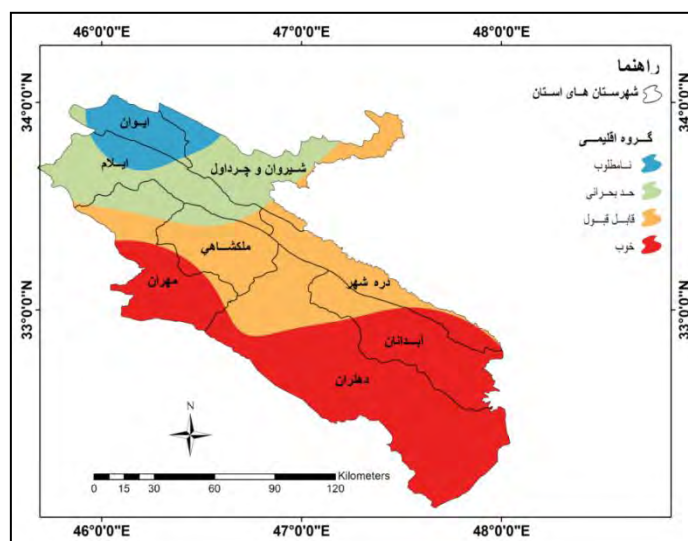 46°0'0"E 47°0'0"E 48°0'0"E
34°0'0"N
33°0'0"N
34°0'0"N
33°0'0"N
راهنما
شهرستان های استان
گروه اقلیمی
نامطلوب
حد بحرانی
قابل قبول
خوب
ایوان
ایلام
شیروان و چرداول
ملکشاهی
مهران
دره شهر
آبدانان
دهلران
N
Kilometers
0 15 30 60 90 120
46°0'0"E 47°0'0"E 48°0'0"E